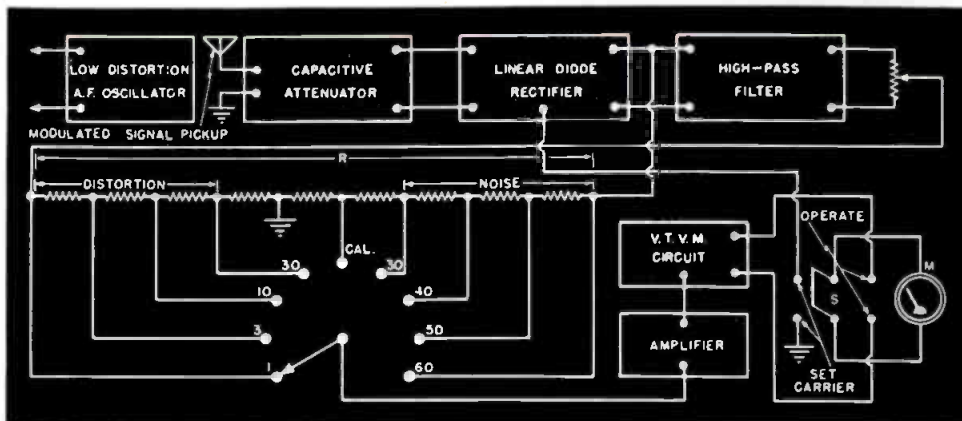 LOW DISTORTION
A.F. OSCILLATOR
CAPACITIVE
ATTENUATOR
LINEAR DIODE
RECTIFIER
HIGH-PASS
FILTER
MODULATED SIGNAL PICKUP
R
DISTORTION
NOISE
CAL.
30
30
10
40
3
50
1
60
V.T.V.M.
CIRCUIT
AMPLIFIER
OPERATE
S
M
SET
CARRIER